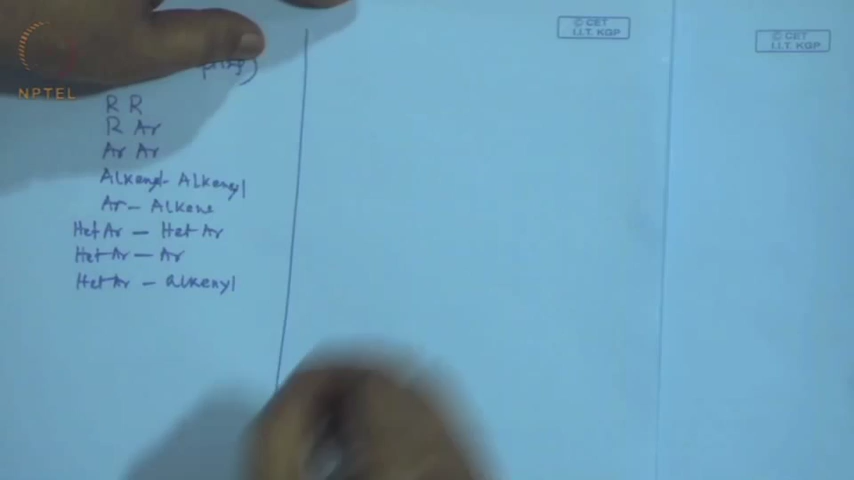 NPTEL
© CET
I.I.T. KGP
© CET
I.I.T. KGP
R R
R Ar
Ar Ar
Alkenyl - Alkenyl
Ar - Alkene
Het Ar - Het Ar
Het Ar - Ar
Het Ar - alkenyl